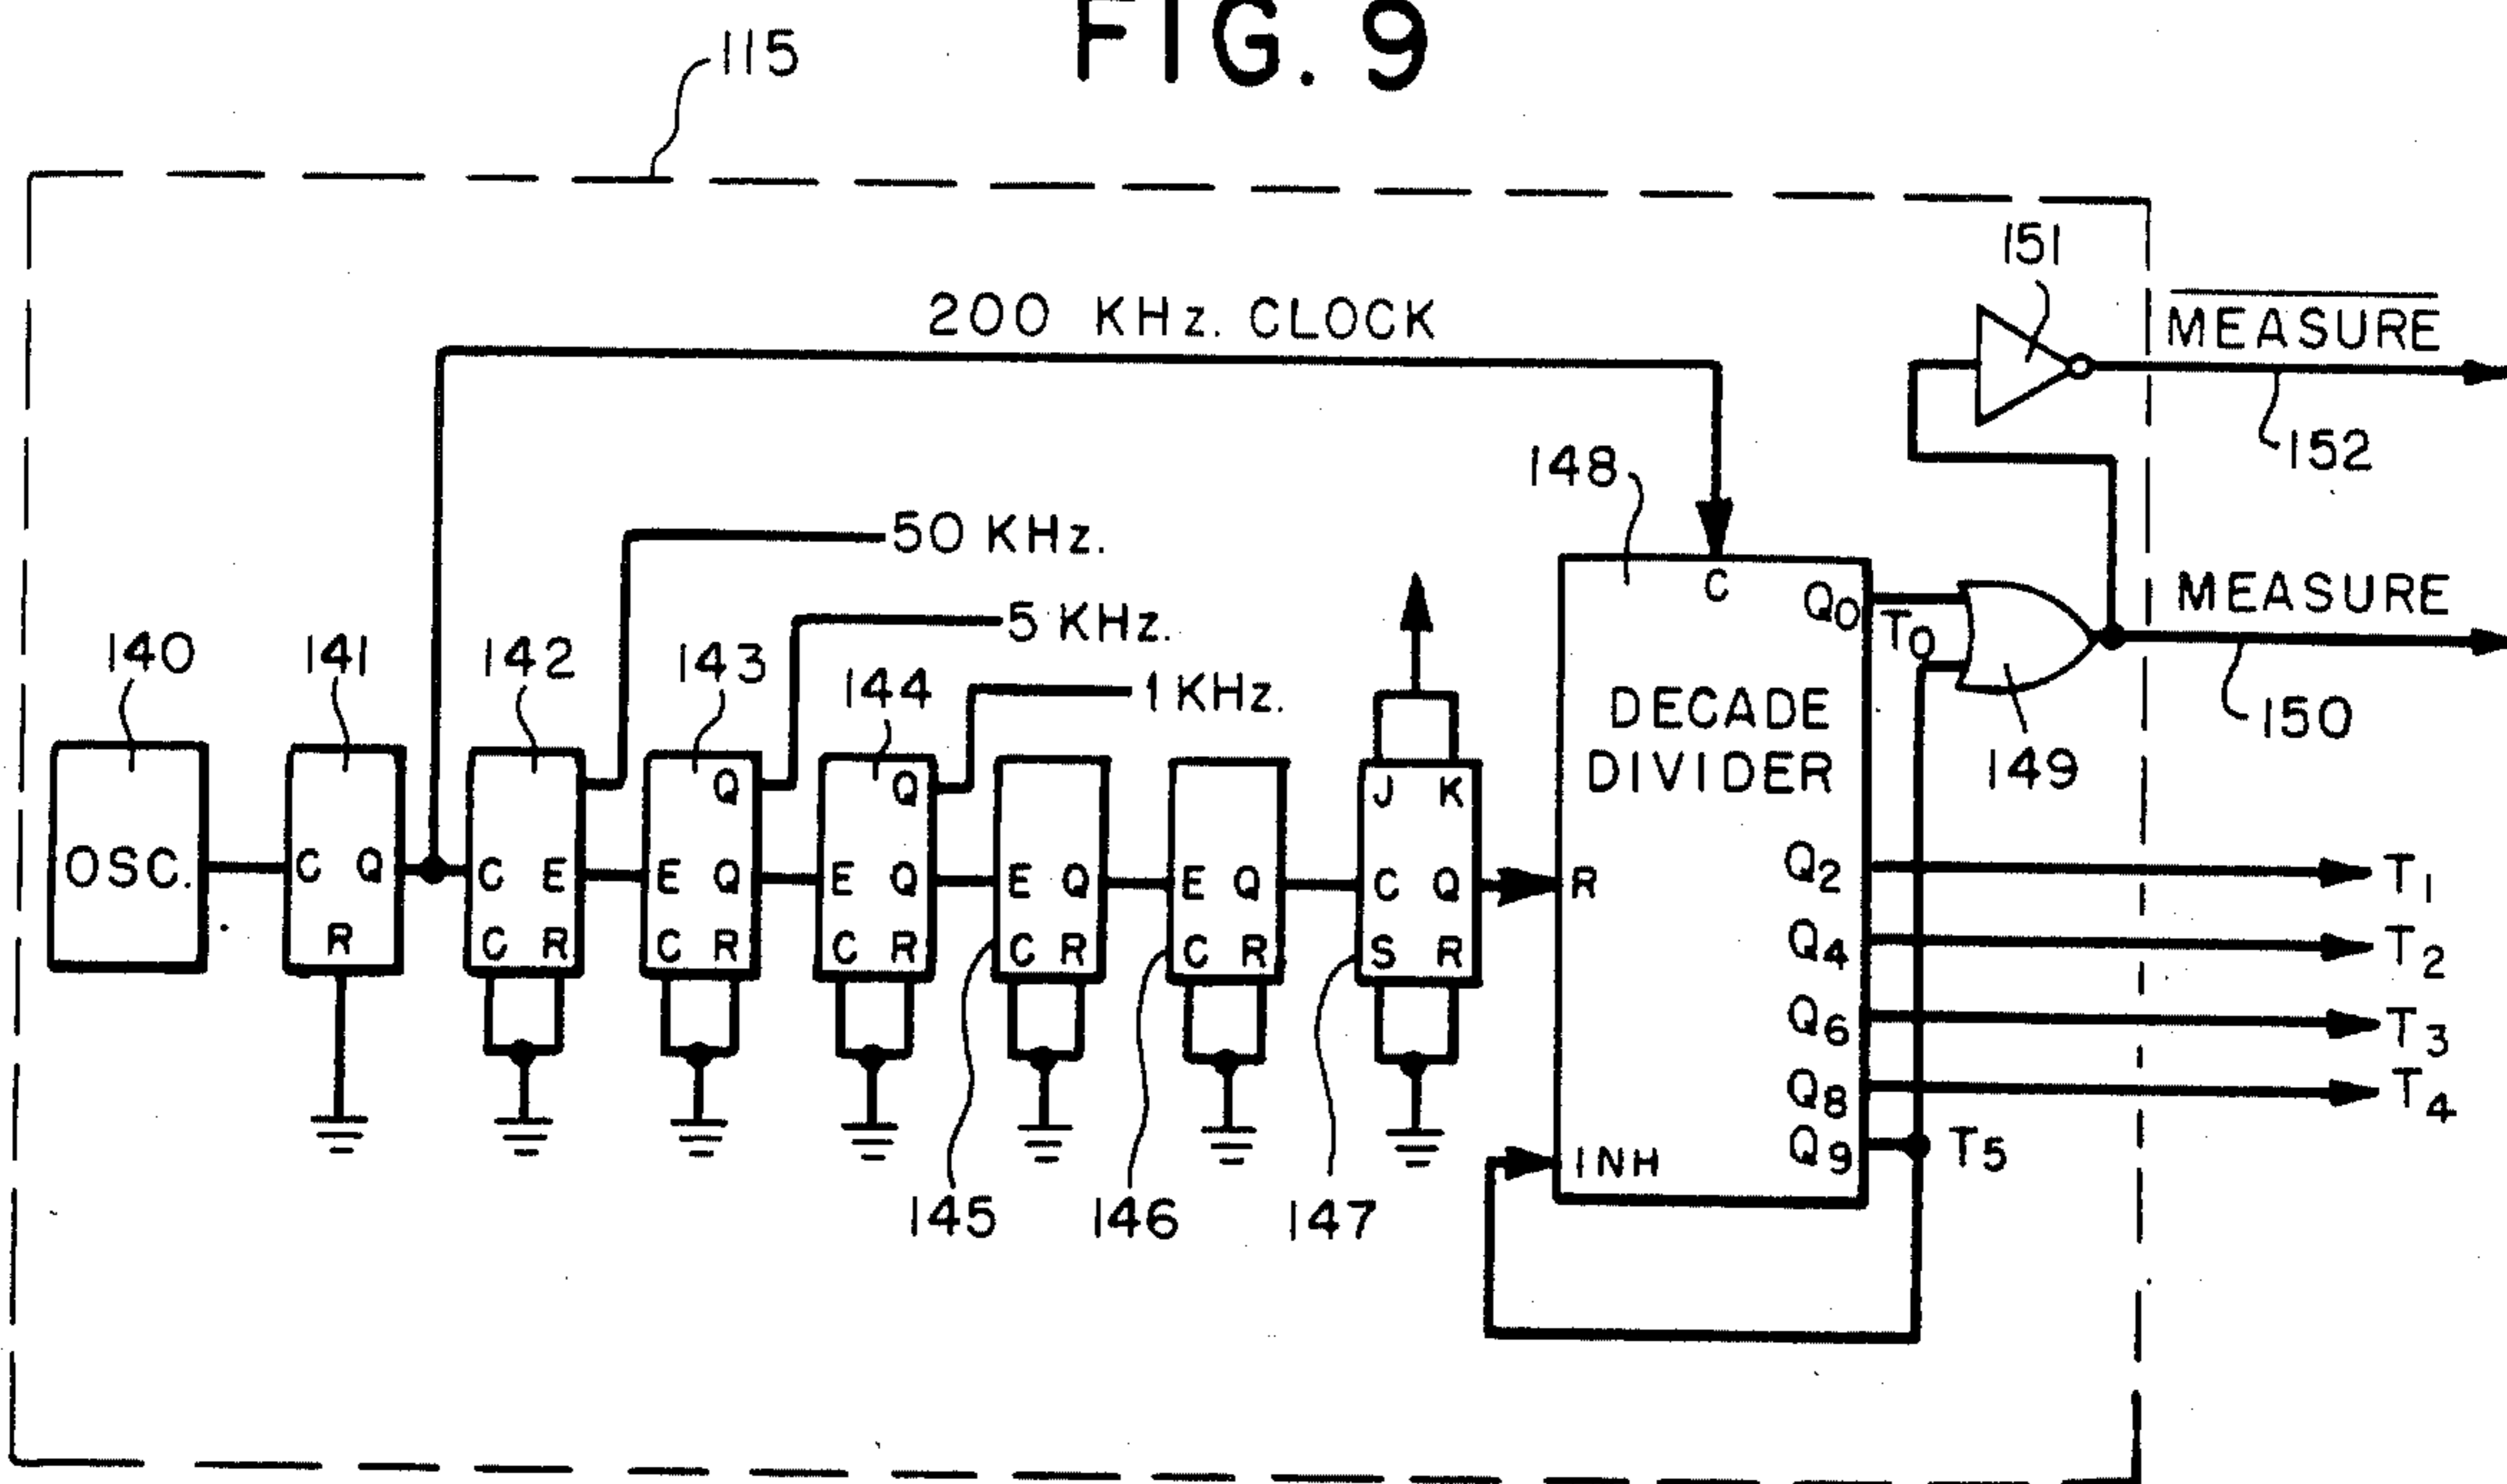 FIG. 9
115
151
200 KHz. CLOCK
MEASURE
152
148
50 KHz.
C
Q0
T0
MEASURE
5 KHz.
140
141
142
143
144
1 KHz.
150
DECADE
DIVIDER
149
Q
Q
J K
OSC.
C Q
C E
E Q
E Q
E Q
E Q
C Q
R
Q2
T1
R
C R
C R
C R
C R
C R
S R
Q4
T2
Q6
T3
Q8
T4
Q9
T5
INH
145
146
147